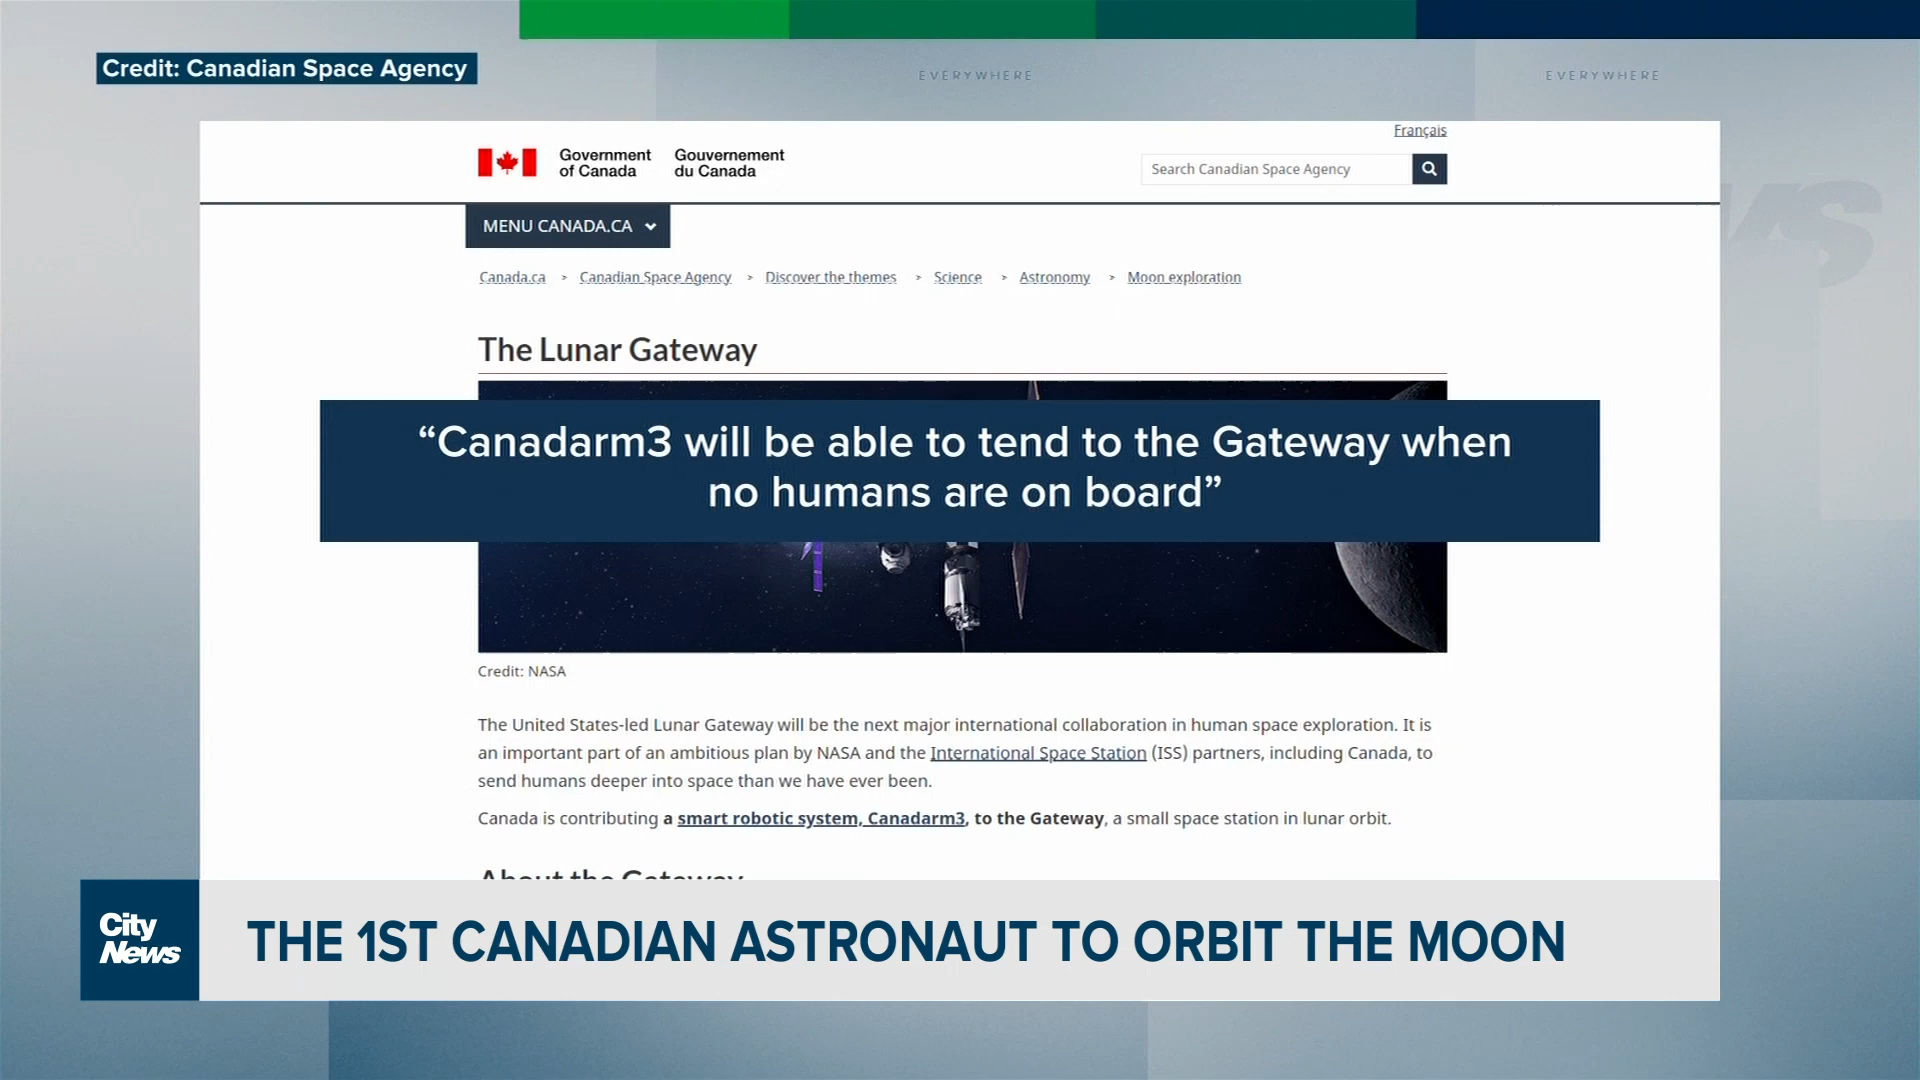 Credit: Canadian Space Agency
EVERYWHERE
EVERYWHERE
Français
Government of Canada
Gouvernement du Canada
Search Canadian Space Agency
MENU CANADA.CA
Canada.ca > Canadian Space Agency > Discover the themes > Science > Astronomy > Moon exploration
The Lunar Gateway
“Canadarm3 will be able to tend to the Gateway when
no humans are on board”
Credit: NASA
The United States-led Lunar Gateway will be the next major international collaboration in human space exploration. It is
an important part of an ambitious plan by NASA and the International Space Station (ISS) partners, including Canada, to
send humans deeper into space than we have ever been.
Canada is contributing a smart robotic system, Canadarm3, to the Gateway, a small space station in lunar orbit.
About the Gateway
City
News
THE 1ST CANADIAN ASTRONAUT TO ORBIT THE MOON